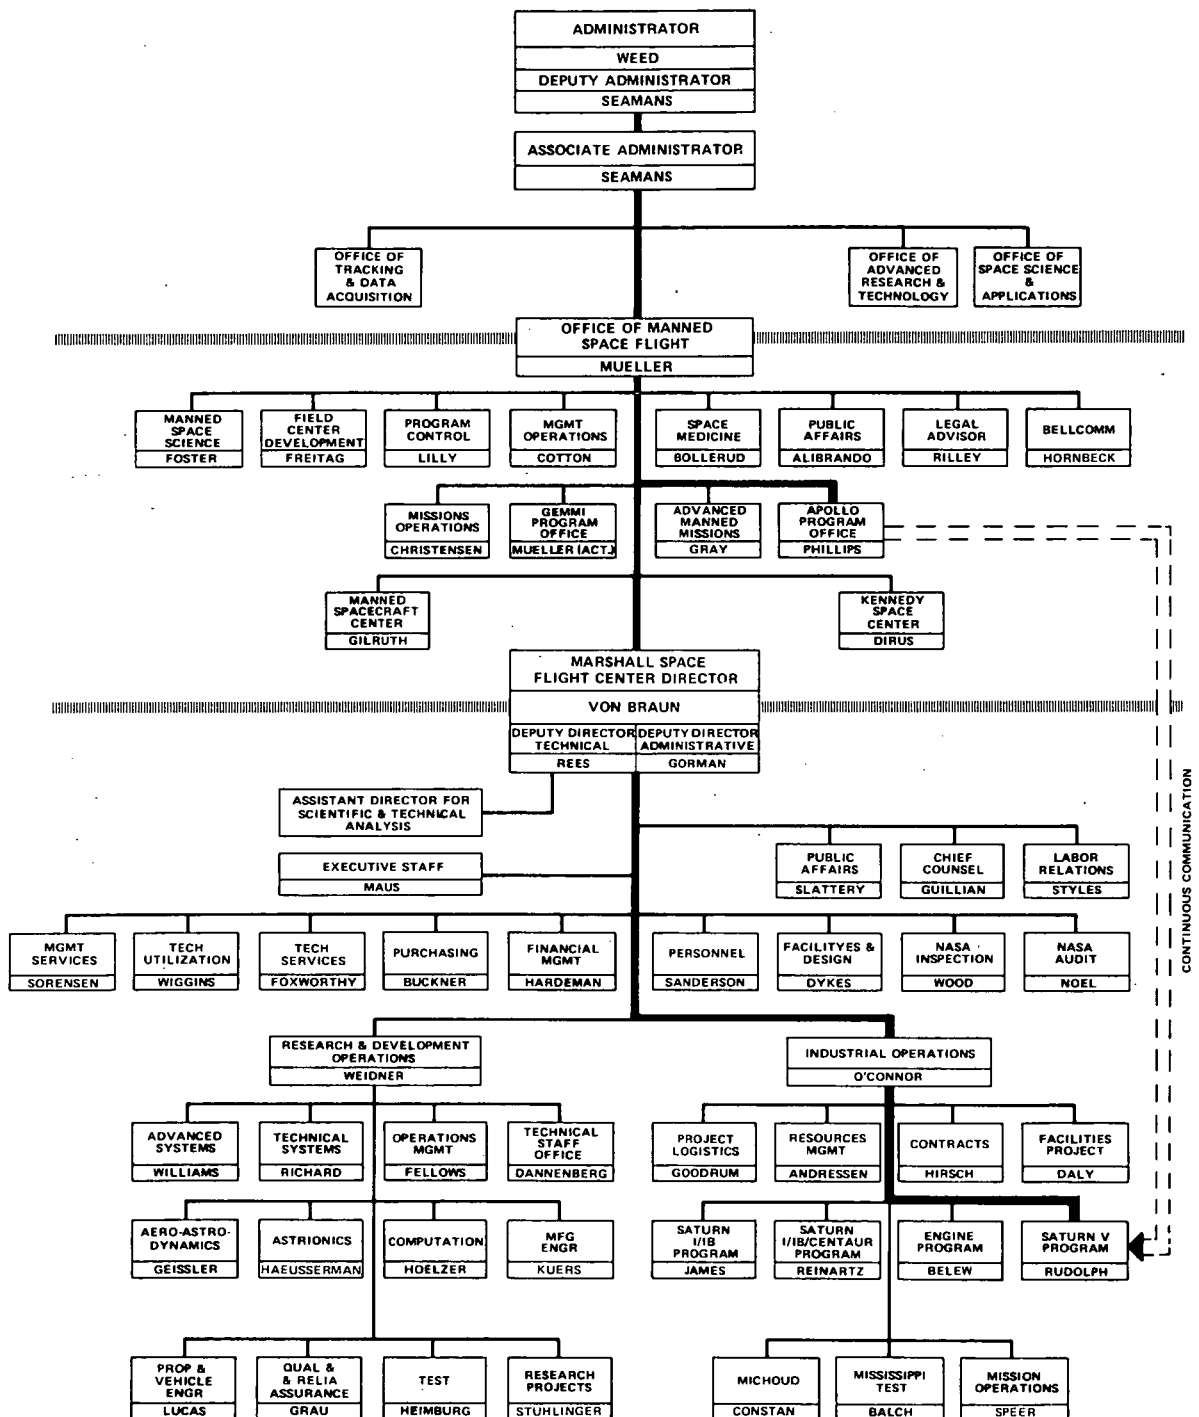 ADMINISTRATOR
WEED
DEPUTY ADMINISTRATOR
SEAMANS
ASSOCIATE ADMINISTRATOR
SEAMANS
OFFICE OF
TRACKING
& DATA
ACQUISITION
OFFICE OF
ADVANCED
RESEARCH &
TECHNOLOGY
OFFICE OF
SPACE SCIENCE
&
APPLICATIONS
OFFICE OF MANNED
SPACE FLIGHT
MUELLER
MANNED
SPACE
SCIENCE
FOSTER
FIELD
CENTER
DEVELOPMENT
FREITAG
PROGRAM
CONTROL
LILLY
MGMT
OPERATIONS
COTTON
SPACE
MEDICINE
BOLLERUD
PUBLIC
AFFAIRS
ALIBRANDO
LEGAL
ADVISOR
RILLEY
BELLCOMM
HORNBECK
MISSIONS
OPERATIONS
CHRISTENSEN
GEMMI
PROGRAM
OFFICE
MUELLER (ACT.)
ADVANCED
MANNED
MISSIONS
GRAY
APOLLO
PROGRAM
OFFICE
PHILLIPS
MANNED
SPACECRAFT
CENTER
GILRUTH
KENNEDY
SPACE
CENTER
DIRUS
MARSHALL SPACE
FLIGHT CENTER DIRECTOR
VON BRAUN
DEPUTY DIRECTOR
TECHNICAL
REES
DEPUTY DIRECTOR
ADMINISTRATIVE
GORMAN
CONTINUOUS COMMUNICATION
ASSISTANT DIRECTOR FOR
SCIENTIFIC & TECHNICAL
ANALYSIS
EXECUTIVE STAFF
MAUS
PUBLIC
AFFAIRS
SLATTERY
CHIEF
COUNSEL
GUILLIAN
LABOR
RELATIONS
STYLES
MGMT
SERVICES
SORENSEN
TECH
UTILIZATION
WIGGINS
TECH
SERVICES
FOXWORTHY
PURCHASING
BUCKNER
FINANCIAL
MGMT
HARDEMAN
PERSONNEL
SANDERSON
FACILITYES &
DESIGN
DYKES
NASA
INSPECTION
WOOD
NASA
AUDIT
NOEL
RESEARCH & DEVELOPMENT
OPERATIONS
WEIDNER
INDUSTRIAL OPERATIONS
O'CONNOR
ADVANCED
SYSTEMS
WILLIAMS
TECHNICAL
SYSTEMS
RICHARD
OPERATIONS
MGMT
FELLOWS
TECHNICAL
STAFF
OFFICE
DANNENBERG
PROJECT
LOGISTICS
GOODRUM
RESOURCES
MGMT
ANDRESSEN
CONTRACTS
HIRSCH
FACILITIES
PROJECT
DALY
AERO-ASTRO-
DYNAMICS
GEISSLER
ASTRIONICS
HAEUSSERMAN
COMPUTATION
HOELZER
MFG
ENGR
KUERS
SATURN
I/IB
PROGRAM
JAMES
SATURN
I/IB/CENTAUR
PROGRAM
REINARTZ
ENGINE
PROGRAM
BELEW
SATURN V
PROGRAM
RUDOLPH
PROP &
VEHICLE
ENGR
LUCAS
QUAL &
& RELIA
ASSURANCE
GRAU
TEST
HEIMBURG
RESEARCH
PROJECTS
STUHLINGER
MICHOUD
CONSTAN
MISSISSIPPI
TEST
BALCH
MISSION
OPERATIONS
SPEER